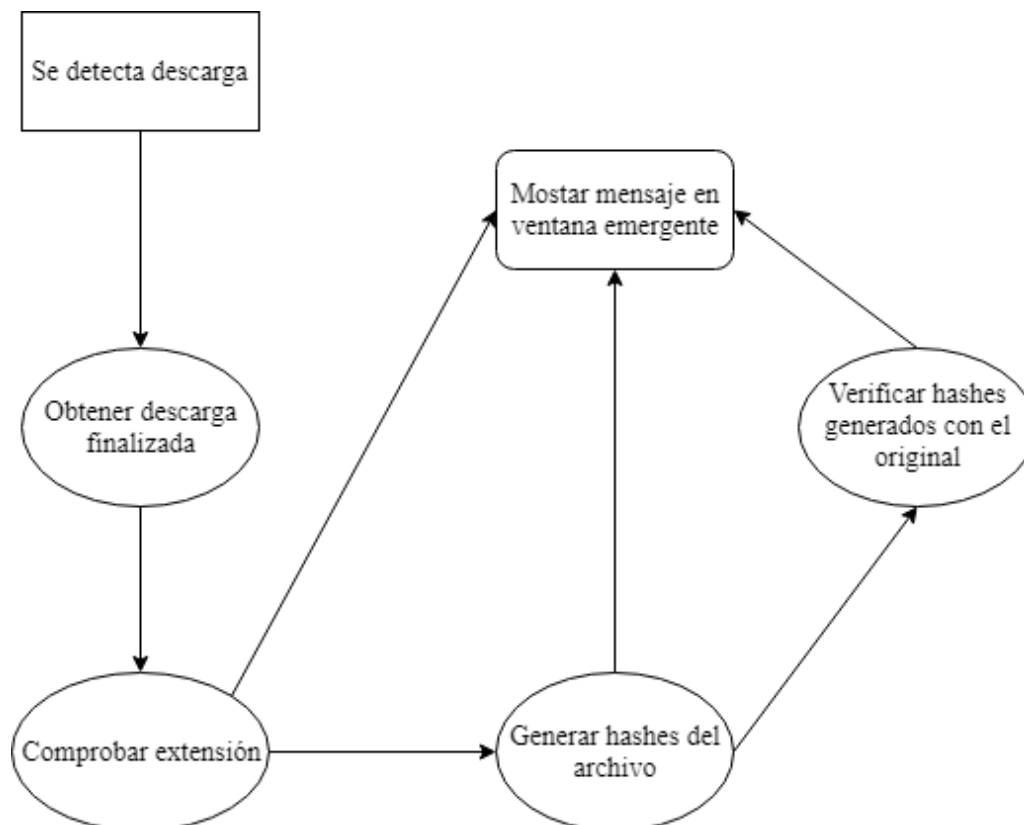 Se detecta descarga
Mostar mensaje en
ventana emergente
Obtener descarga
finalizada
Verificar hashes
generados con el
original
Comprobar extensión
Generar hashes del
archivo